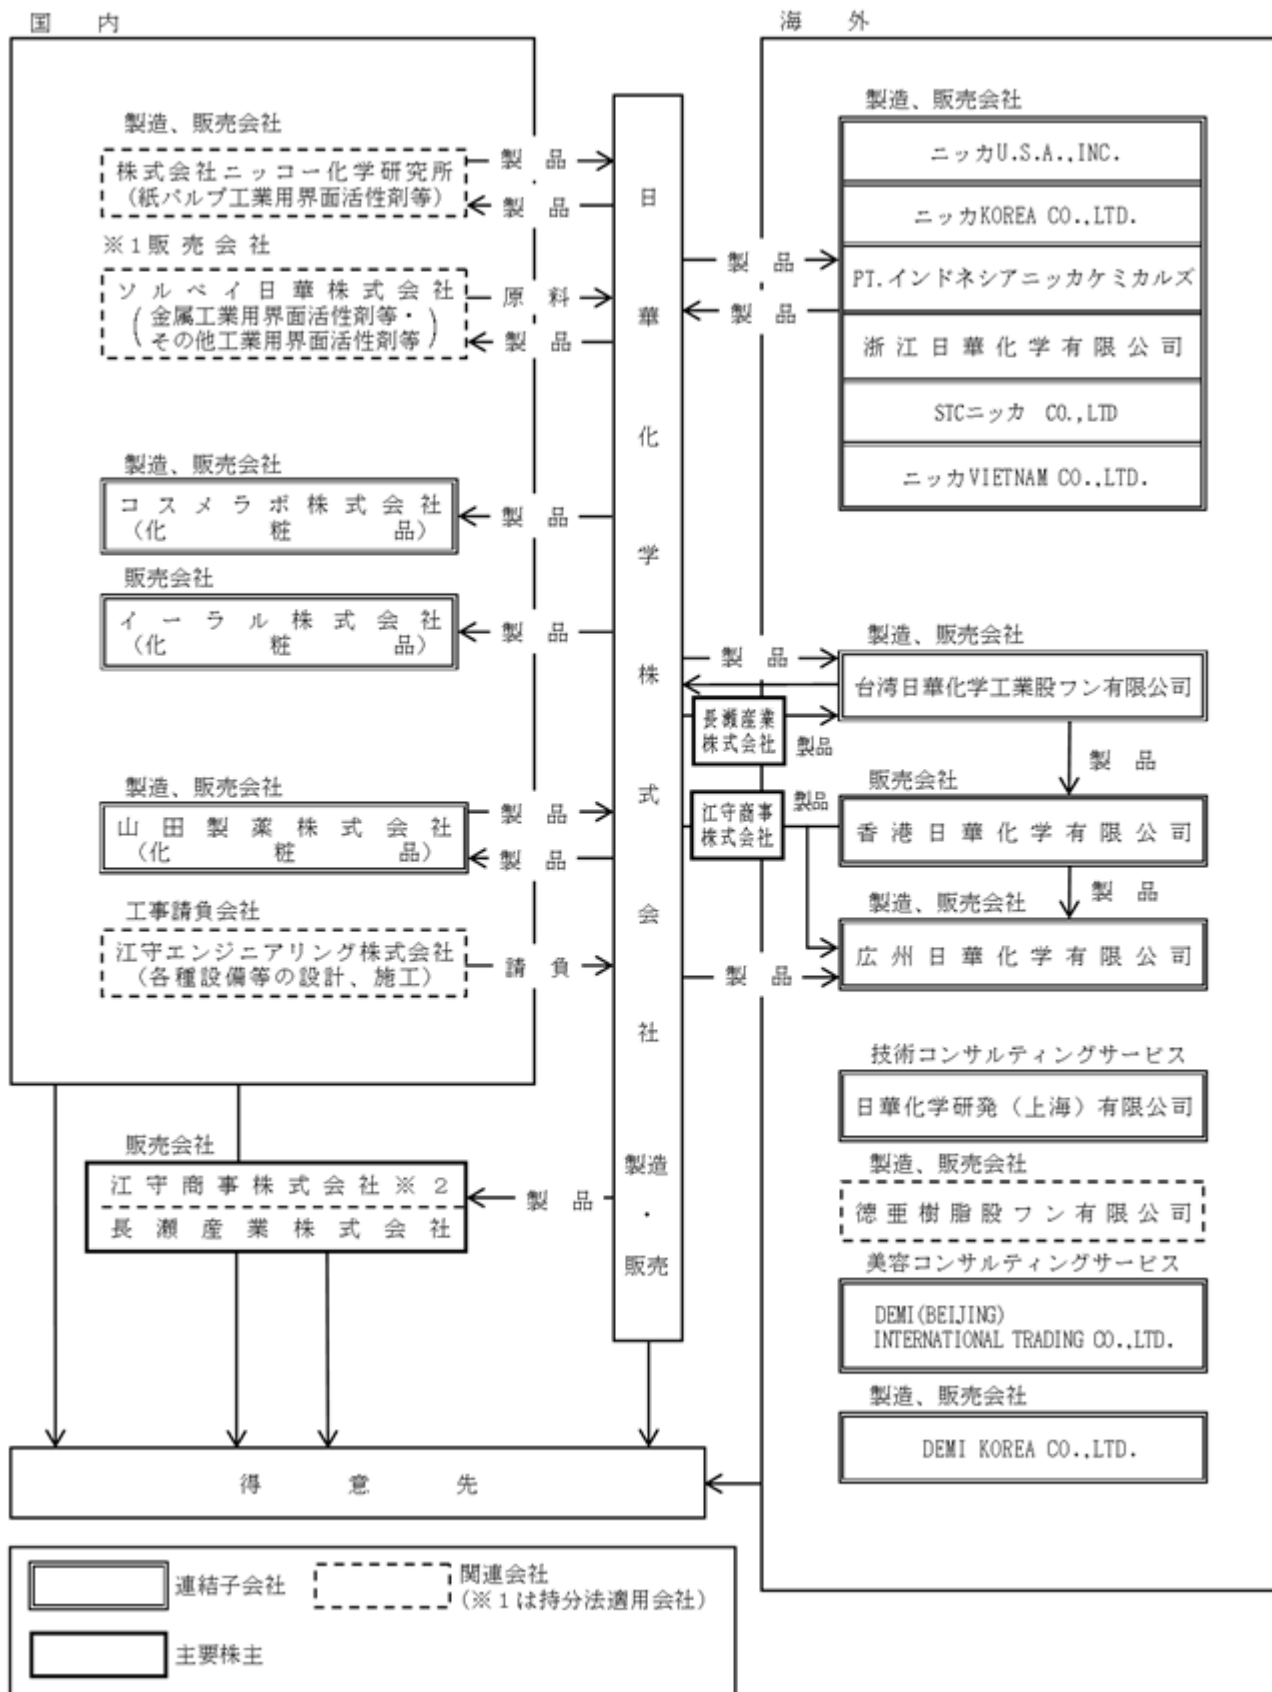 国内
製造、販売会社
株式会社ニッコー化学研究所
(紙パルプ工業用界面活性剤等)
製品
製品
※1販売会社
ソルベイ日華株式会社
(金属工業用界面活性剤等・
その他工業用界面活性剤等)
原料
製品
製造、販売会社
コスメラボ株式会社
(化粧品)
製品
販売会社
イーラル株式会社
(化粧品)
製品
製造、販売会社
山田製薬株式会社
(化粧品)
製品
製品
工事請負会社
江守エンジニアリング株式会社
(各種設備等の設計、施工)
請負
販売会社
江守商事株式会社※2
長瀬産業株式会社
製品
日華化学株式会社
製造・販売
海外
製造、販売会社
ニッカU.S.A.,INC.
ニッカKOREA CO.,LTD.
PT.インドネシアニッカケミカルズ
浙江日華化学有限公司
STCニッカ CO.,LTD
ニッカVIETNAM CO.,LTD.
製品
製品
製造、販売会社
台湾日華化学工業股フン有限公司
製品
長瀬産業
株式会社
製品
製品
販売会社
香港日華化学有限公司
江守商事
株式会社
製品
製品
製造、販売会社
広州日華化学有限公司
製品
技術コンサルティングサービス
日華化学研発(上海)有限公司
製造、販売会社
徳亜樹脂股フン有限公司
美容コンサルティングサービス
DEMI(BEIJING)
INTERNATIONAL TRADING CO.,LTD.
製造、販売会社
DEMI KOREA CO.,LTD.
得意先
連結子会社
関連会社
(※1は持分法適用会社)
主要株主